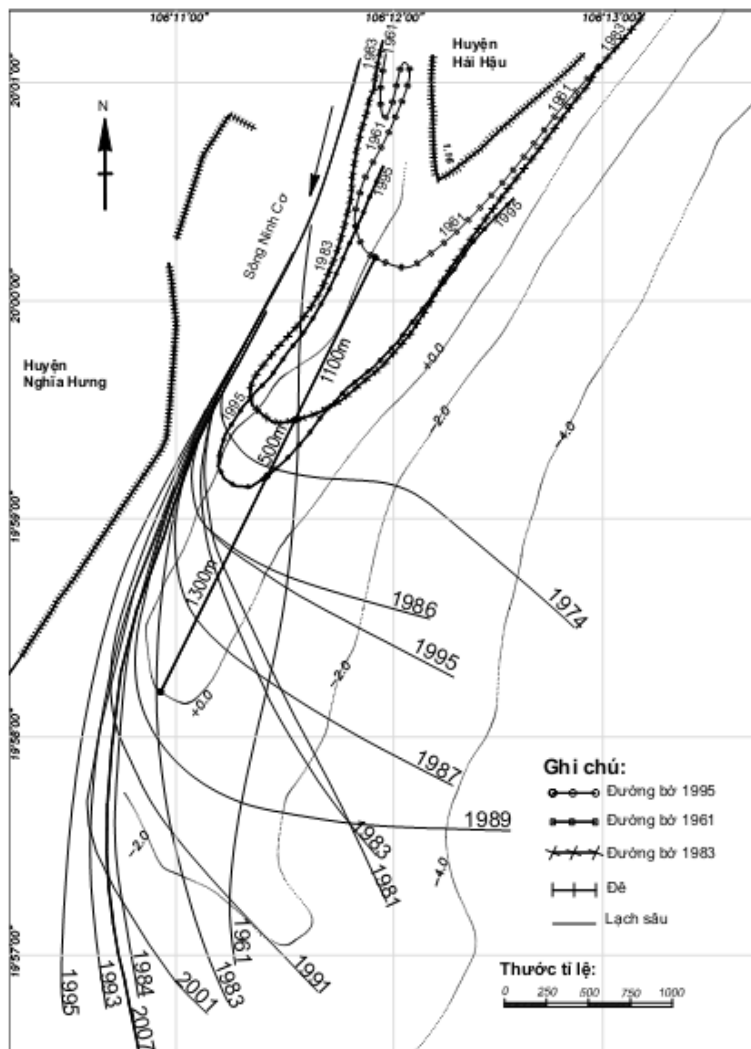 106°11'00"
106°12'00"
106°13'00"
20°01'00"
20°00'00"
19°59'00"
19°58'00"
19°57'00"
N
1983
1961
Huyện
Hải Hậu
1983
1961
1961
1995
1961
1995
1983
Sông Ninh Cơ
Huyện
Nghĩa Hưng
1995
1100m
500m
1300m
+0.0
-2.0
-4.0
1974
1986
1995
-2.0
+0.0
1987
1989
1983
1981
-2.0
-4.0
1961
1991
1983
2001
1984
1993
1995
2007
Ghi chú:
Đường bờ 1995
Đường bờ 1961
Đường bờ 1983
Đê
Lạch sâu
Thước tỉ lệ:
0 250 500 750 1000